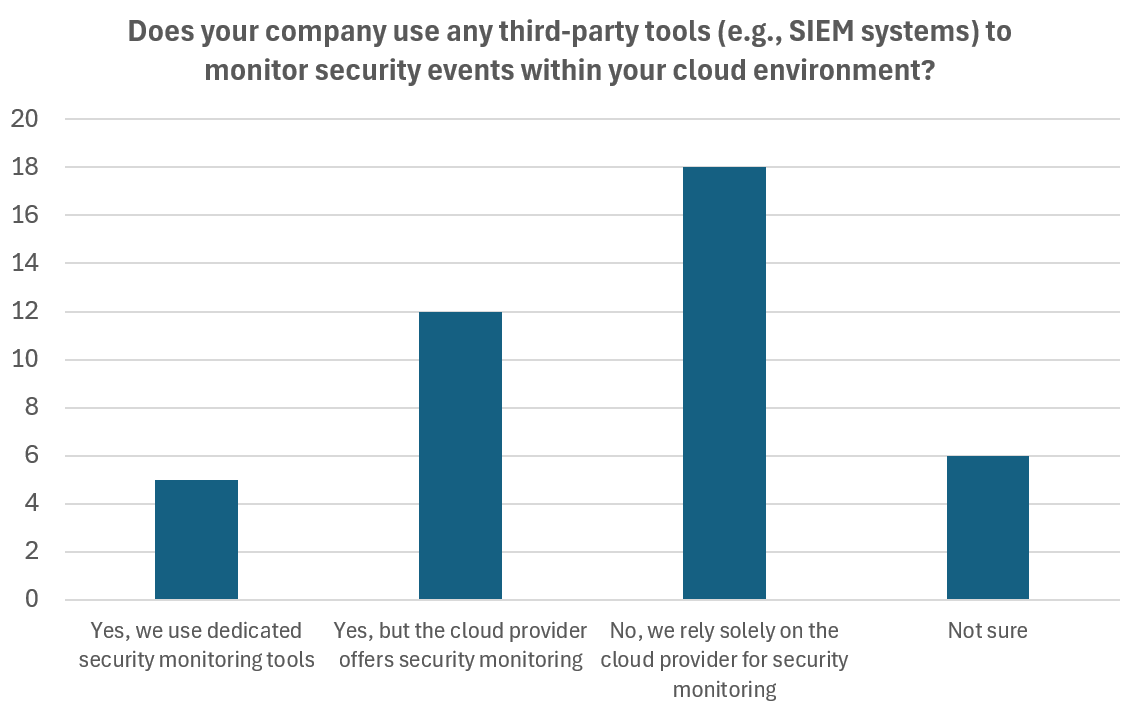 Does your company use any third-party tools (e.g., SIEM systems) to
monitor security events within your cloud environment?
20
18
16
14
12
10
8
6
4
2
0
Yes, we use dedicated
security monitoring tools
Yes, but the cloud provider
offers security monitoring
No, we rely solely on the
cloud provider for security
monitoring
Not sure